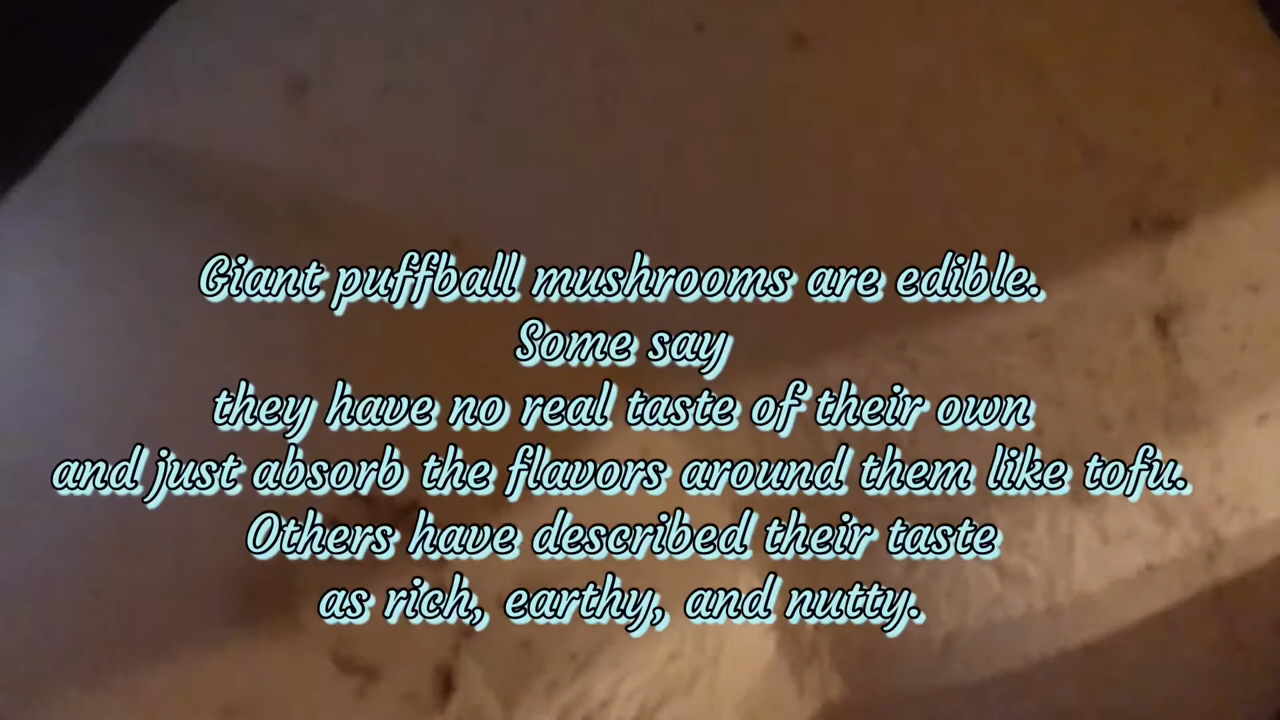 Giant puffball mushrooms are edible.
Some say
they have no real taste of their own
and just absorb the flavors around them like tofu.
Others have described their taste
as rich, earthy, and nutty.